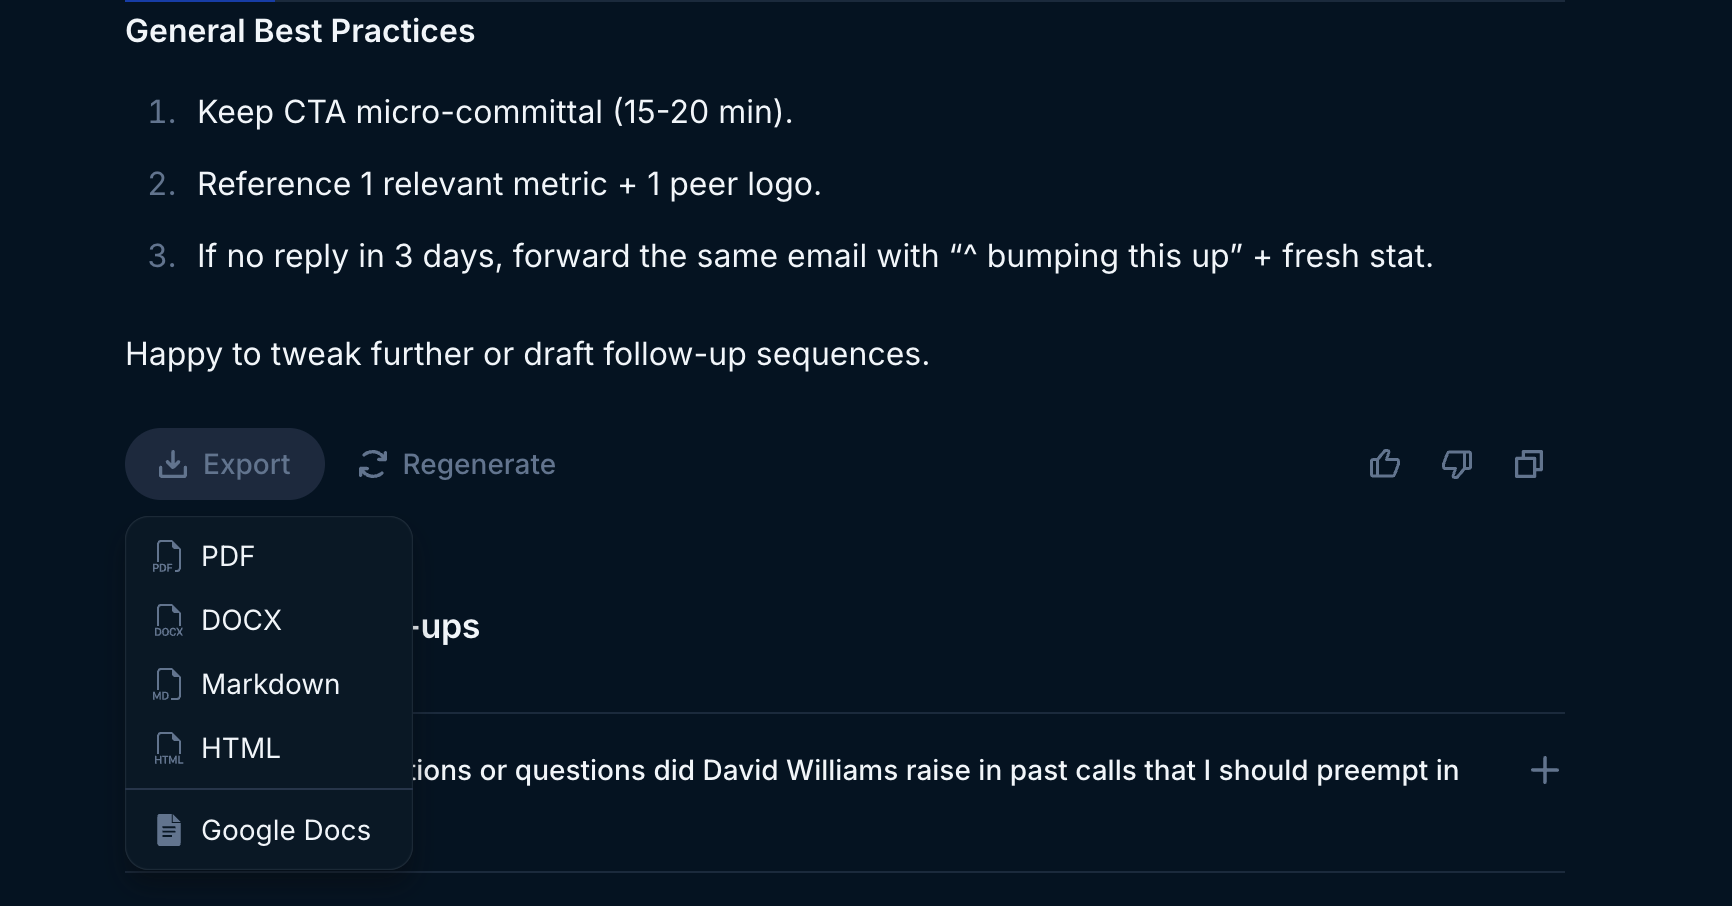 General Best Practices
1. Keep CTA micro-committal (15-20 min).
2. Reference 1 relevant metric + 1 peer logo.
3. If no reply in 3 days, forward the same email with “^ bumping this up” + fresh stat.
Happy to tweak further or draft follow-up sequences.
Export Regenerate
PDF PDF
DOCX DOCX
-ups
MD Markdown
HTML HTML
tions or questions did David Williams raise in past calls that I should preempt in
Google Docs